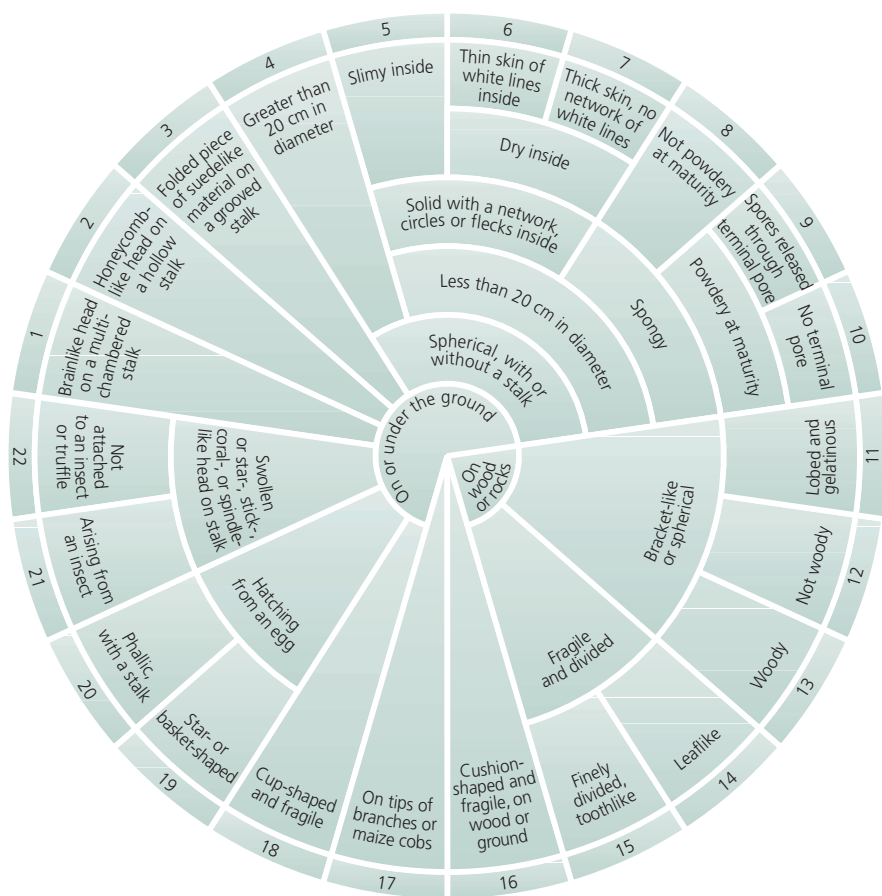 1
2
3
4
5
6
7
8
9
10
11
12
13
14
15
16
17
18
19
20
21
22
Brainlike head
on a multi-
chambered
stalk
Honeycomb-
like head on
a hollow
stalk
Folded piece
of suedelike
material on
a grooved
stalk
Greater than
20 cm in
diameter
Slimy inside
Thin skin of
white lines
inside
Thick skin, no
network of
white lines
Dry inside
Solid with a network,
circles or flecks inside
Less than 20 cm in diameter
Spherical, with or
without a stalk
Not powdery
at maturity
Spongy
Spores released
through
terminal pore
No terminal
pore
Powdery at maturity
On or under the ground
On
wood
or rocks
Bracket-like
or spherical
Lobed and
gelatinous
Not woody
Woody
Fragile
and divided
Leaflike
Finely
divided,
toothlike
Cushion-
shaped and
fragile, on
wood or
ground
On tips of
branches or
maize cobs
Cup-shaped
and fragile
Hatching
from an egg
Star- or
basket-shaped
Phallic,
with a stalk
Swollen
or star-, stick-,
coral-, or spindle-
like head on stalk
Arising from
an insect
Not
attached
to an insect
or truffle